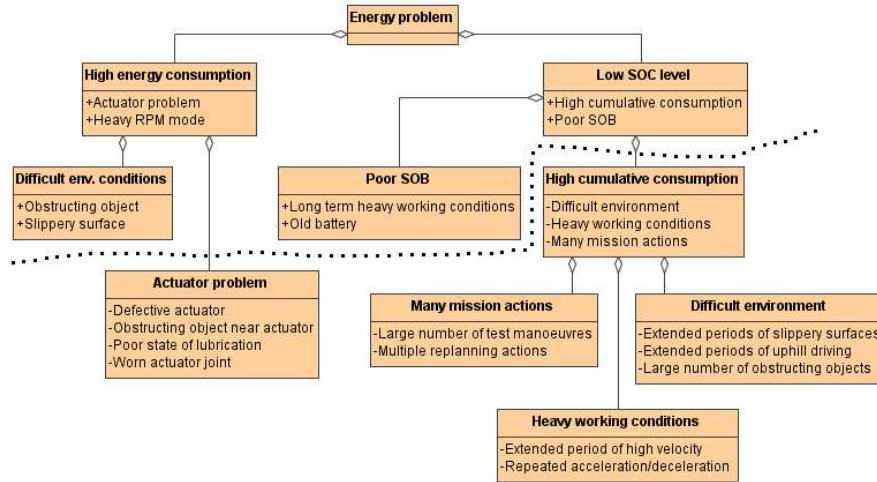 Energy problem
High energy consumption
+Actuator problem
+Heavy RPM mode
Low SOC level
+High cumulative consumption
+Poor SOB
Difficult env. conditions
+Obstructing object
+Slippery surface
Poor SOB
+Long term heavy working conditions
+Old battery
High cumulative consumption
-Difficult environment
-Heavy working conditions
-Many mission actions
Actuator problem
-Defective actuator
-Obstructing object near actuator
-Poor state of lubrication
-Worn actuator joint
Many mission actions
-Large number of test manoeuvres
-Multiple replanning actions
Difficult environment
-Extended periods of slippery surfaces
-Extended periods of uphill driving
-Large number of obstructing objects
Heavy working conditions
-Extended period of high velocity
-Repeated acceleration/deceleration